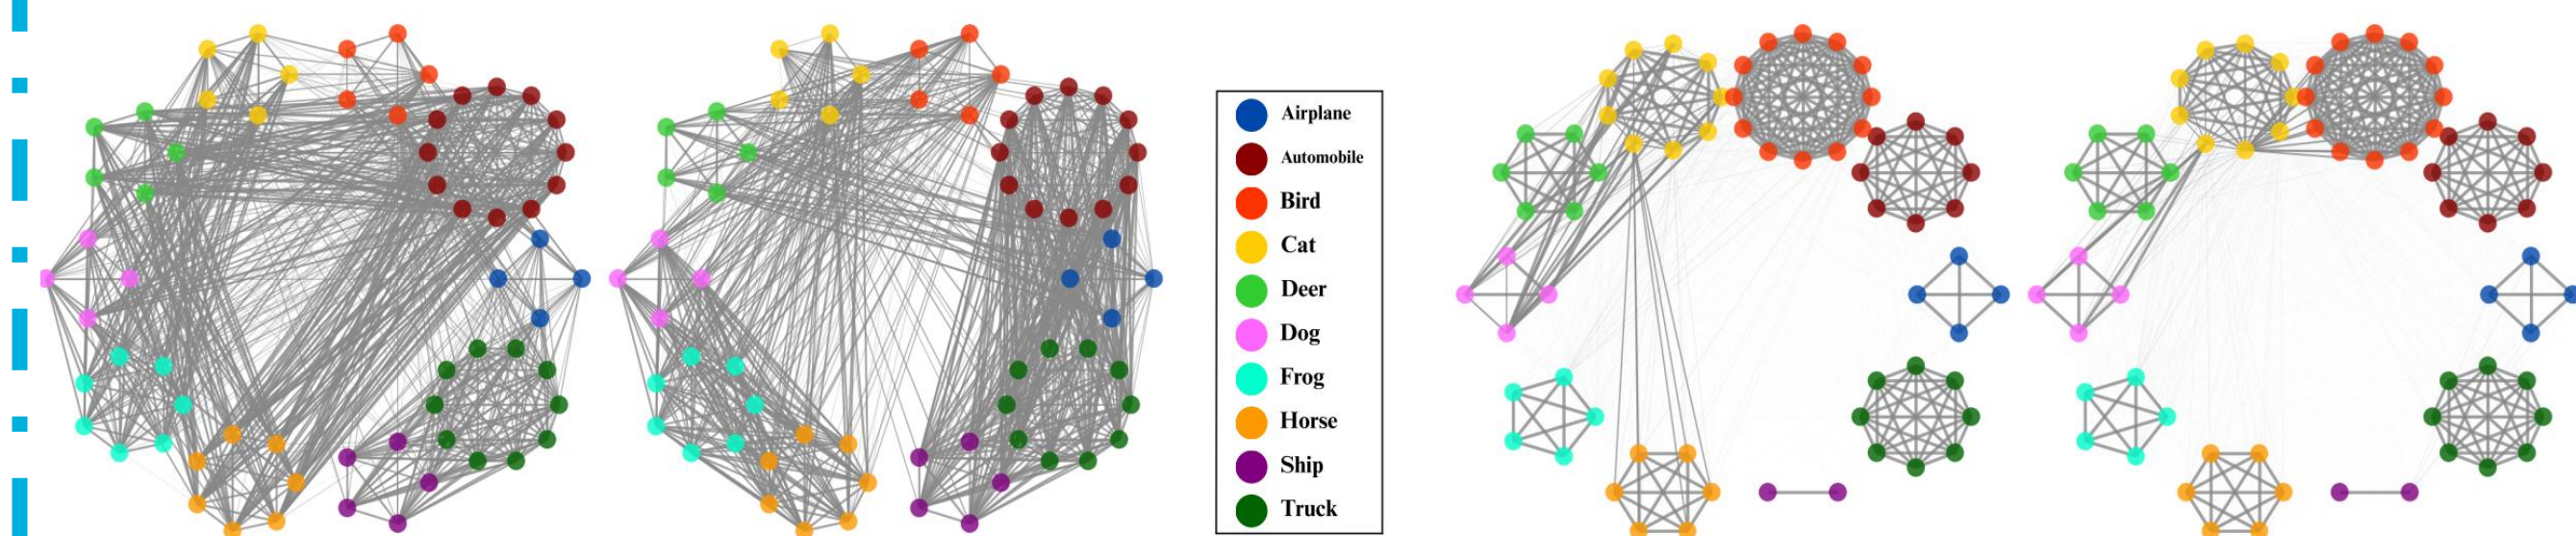 Airplane
Automobile
Bird
Cat
Deer
Dog
Frog
Horse
Ship
Truck